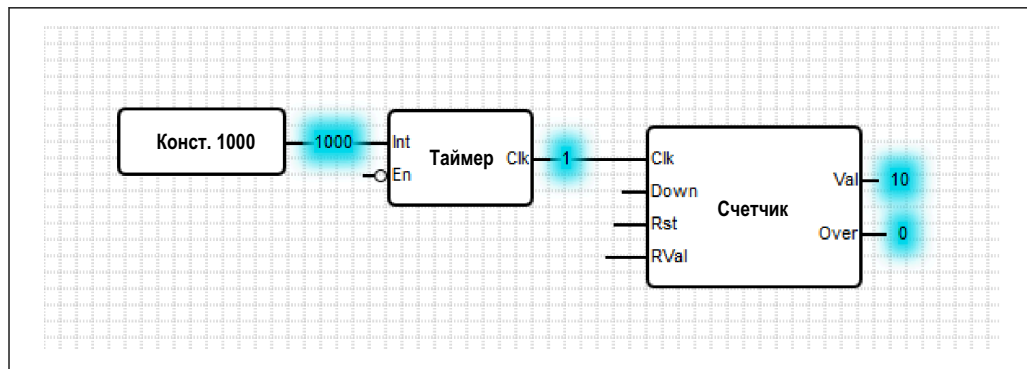 Конст. 1000
1000
Int
En
Таймер
Clk
1
Clk
Down
Rst
RVal
Счетчик
Val
Over
10
0